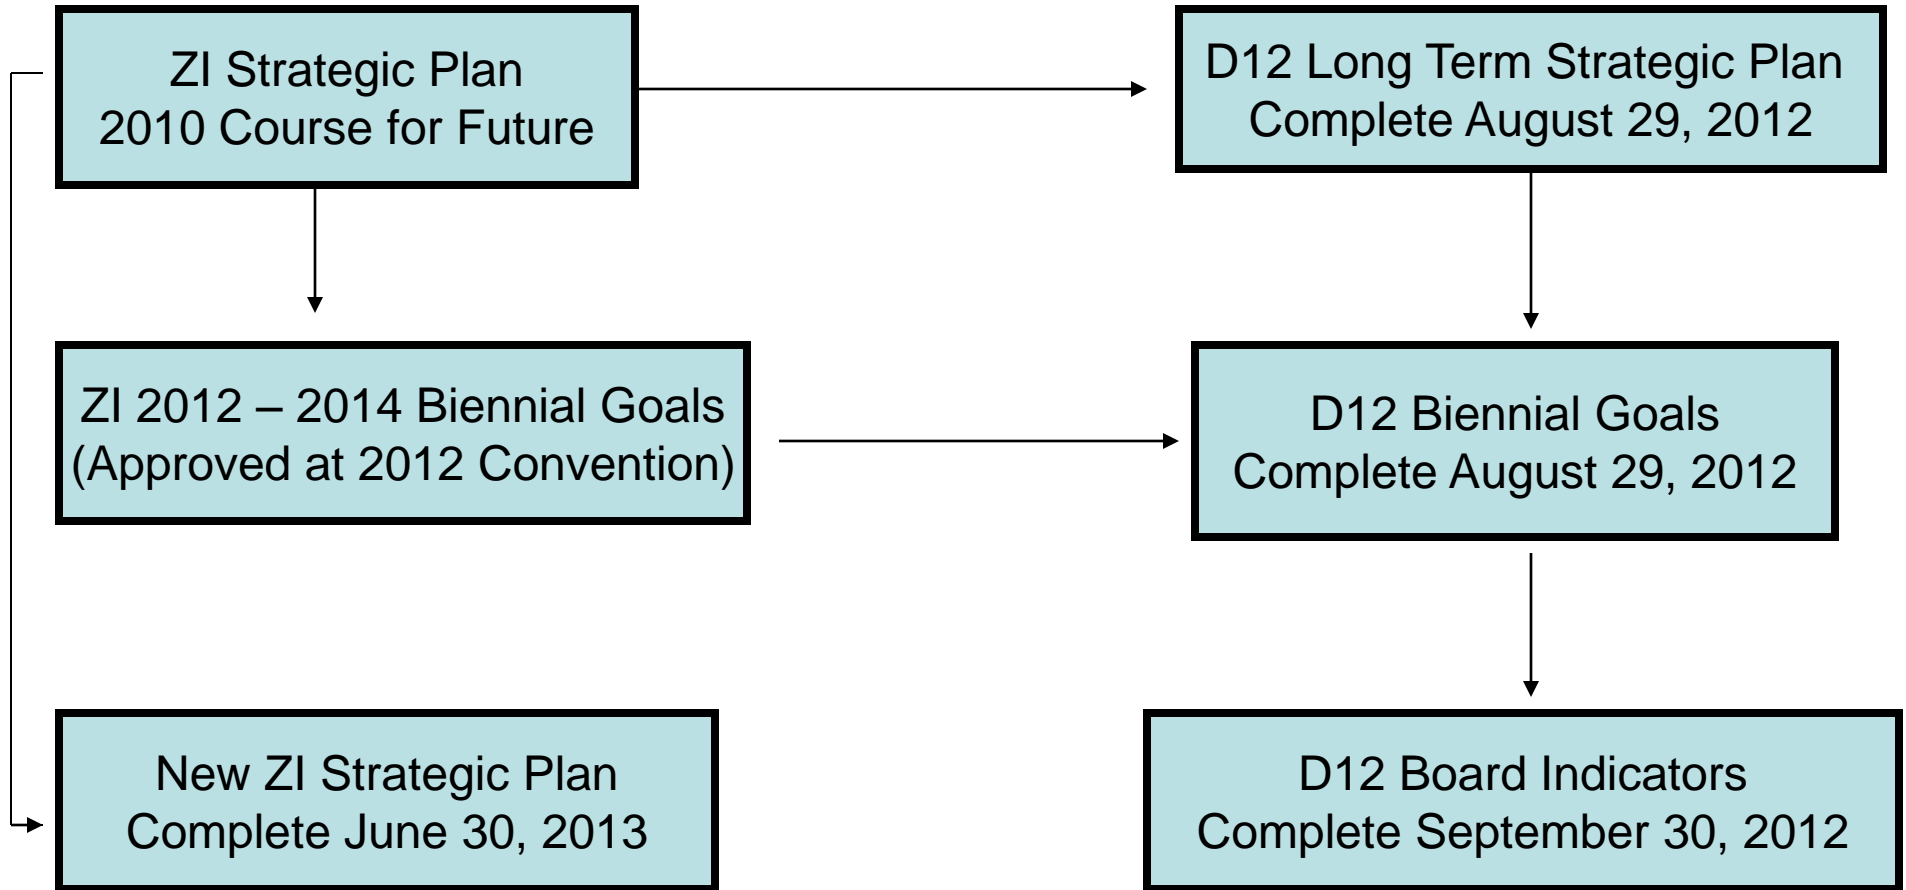 ZI Strategic Plan
2010 Course for Future
D12 Long Term Strategic Plan
Complete August 29, 2012
ZI 2012 – 2014 Biennial Goals
(Approved at 2012 Convention)
D12 Biennial Goals
Complete August 29, 2012
New ZI Strategic Plan
Complete June 30, 2013
D12 Board Indicators
Complete September 30, 2012